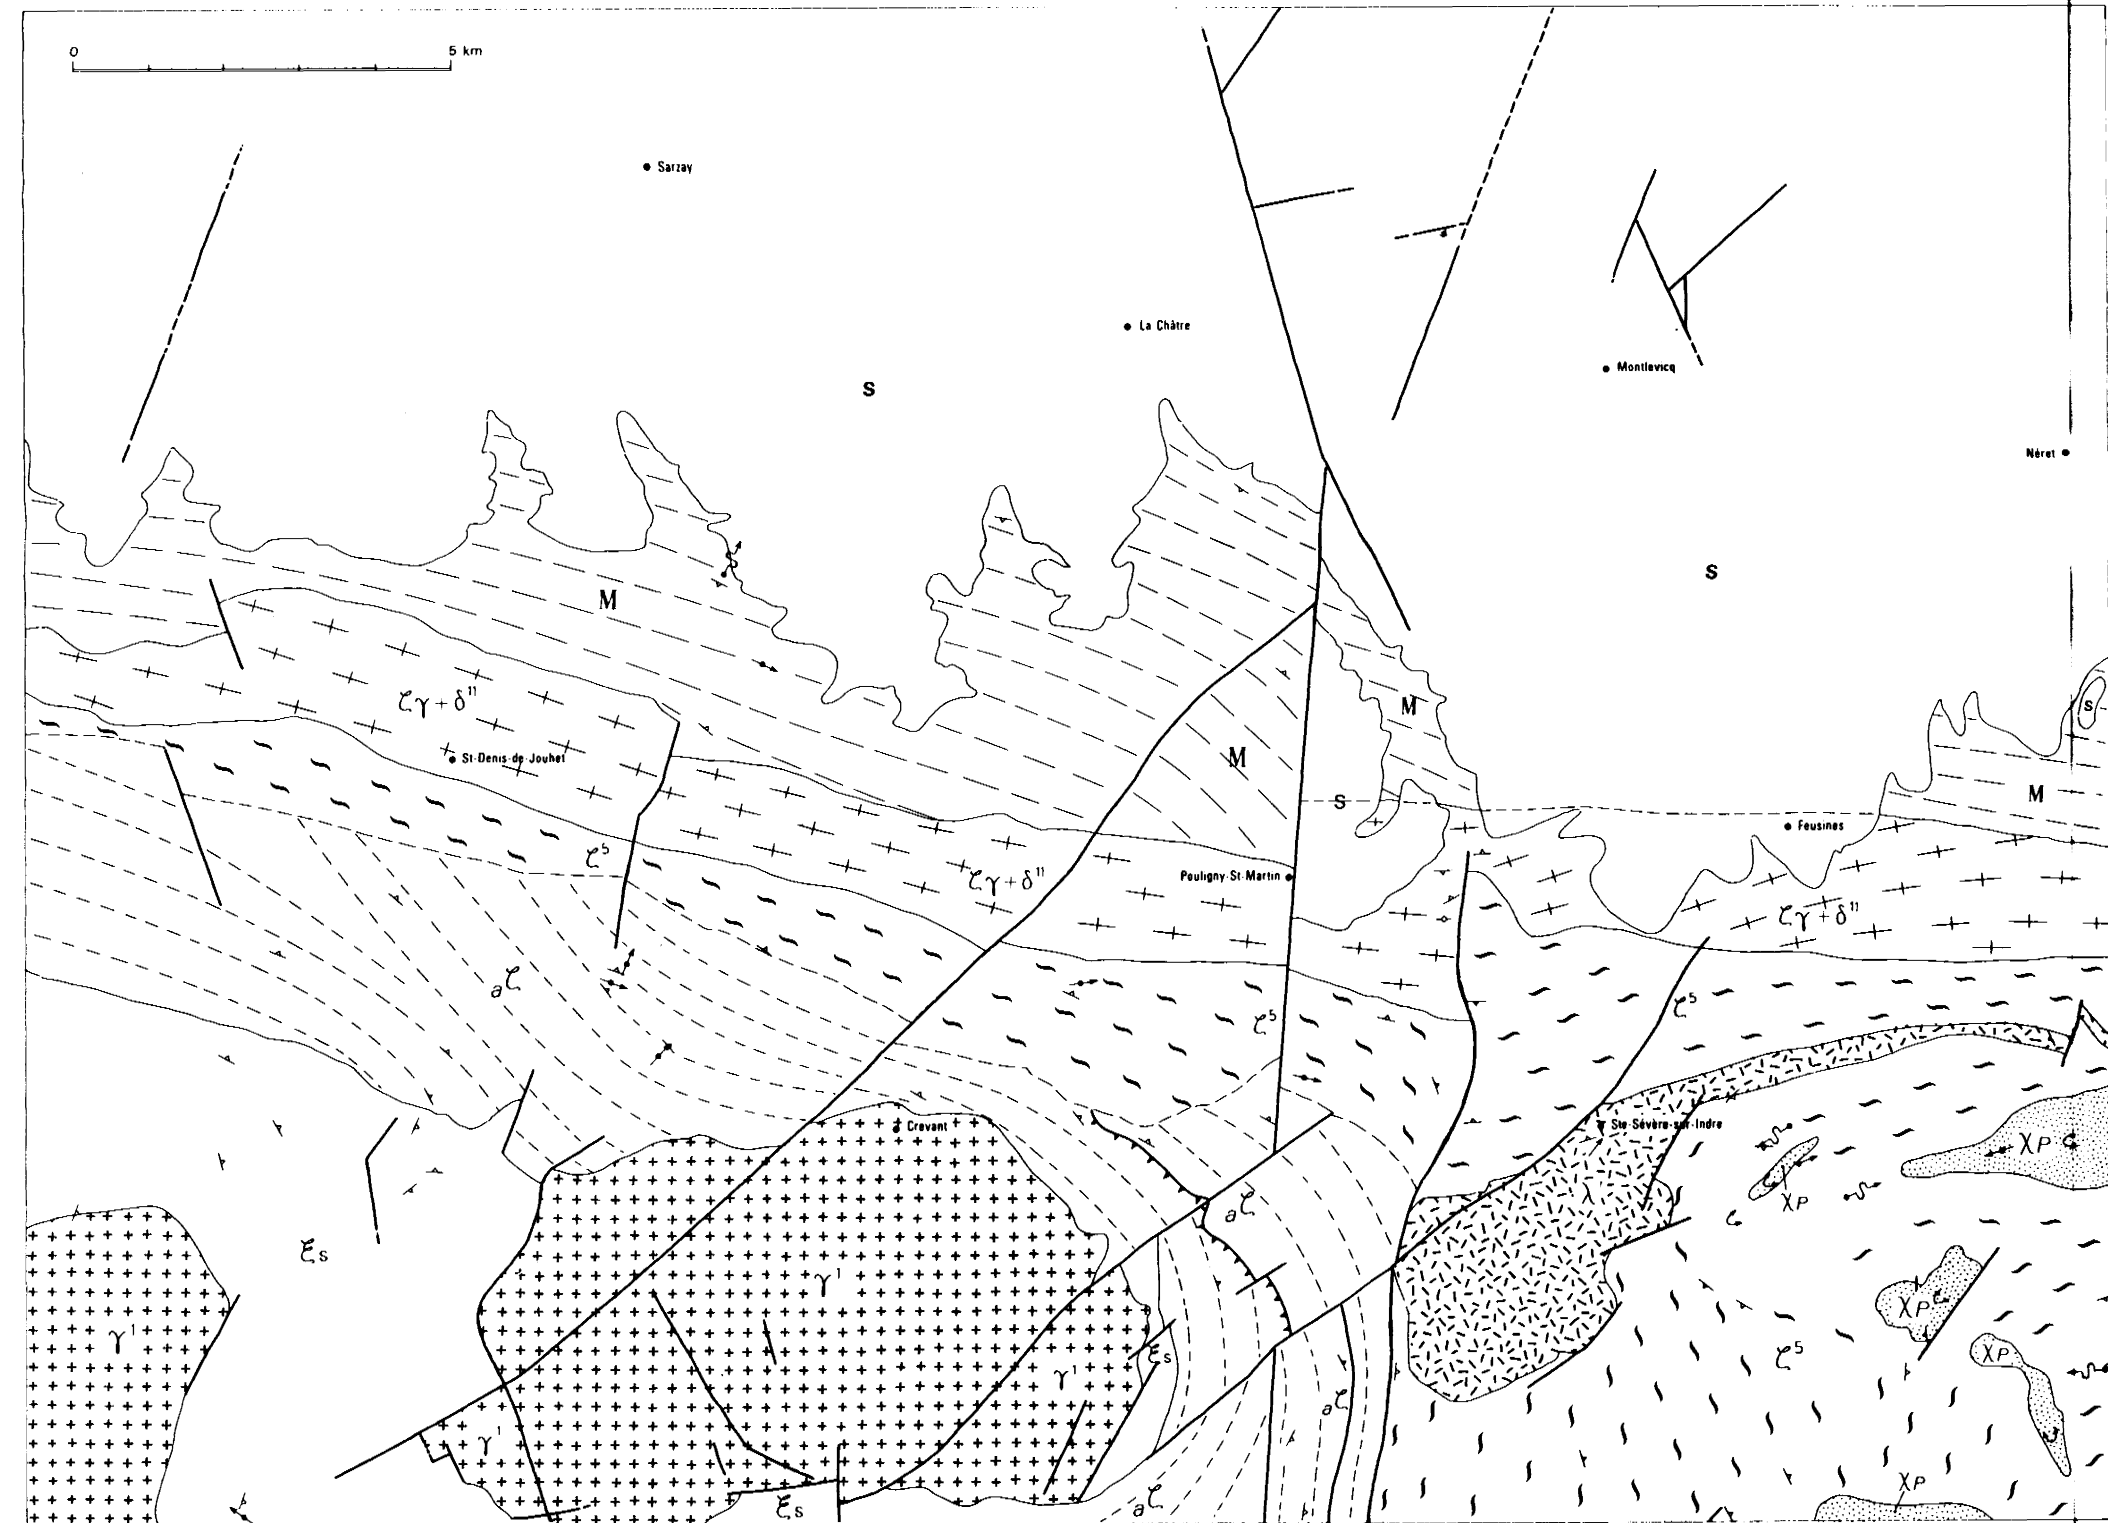 0 5 km
Sarzay
La Châtre
S
Montlevicq
Néret
S
M
M
S
ζγ+δ¹¹
M
M
St-Denis-de-Jouhet
S
Feusines
ζ⁵
ζγ+δ¹¹
Pouligny-St-Martin
ζγ+δ¹¹
aζ
ζ⁵
ζ⁵
Crevant
Ste-Sévère-sur-Indre
χP
λ
χP
aζ
ξs
γ¹
χP
γ¹
ξs
ζ⁵
χP
γ¹
aζ
γ¹
χP
ξs
aζ